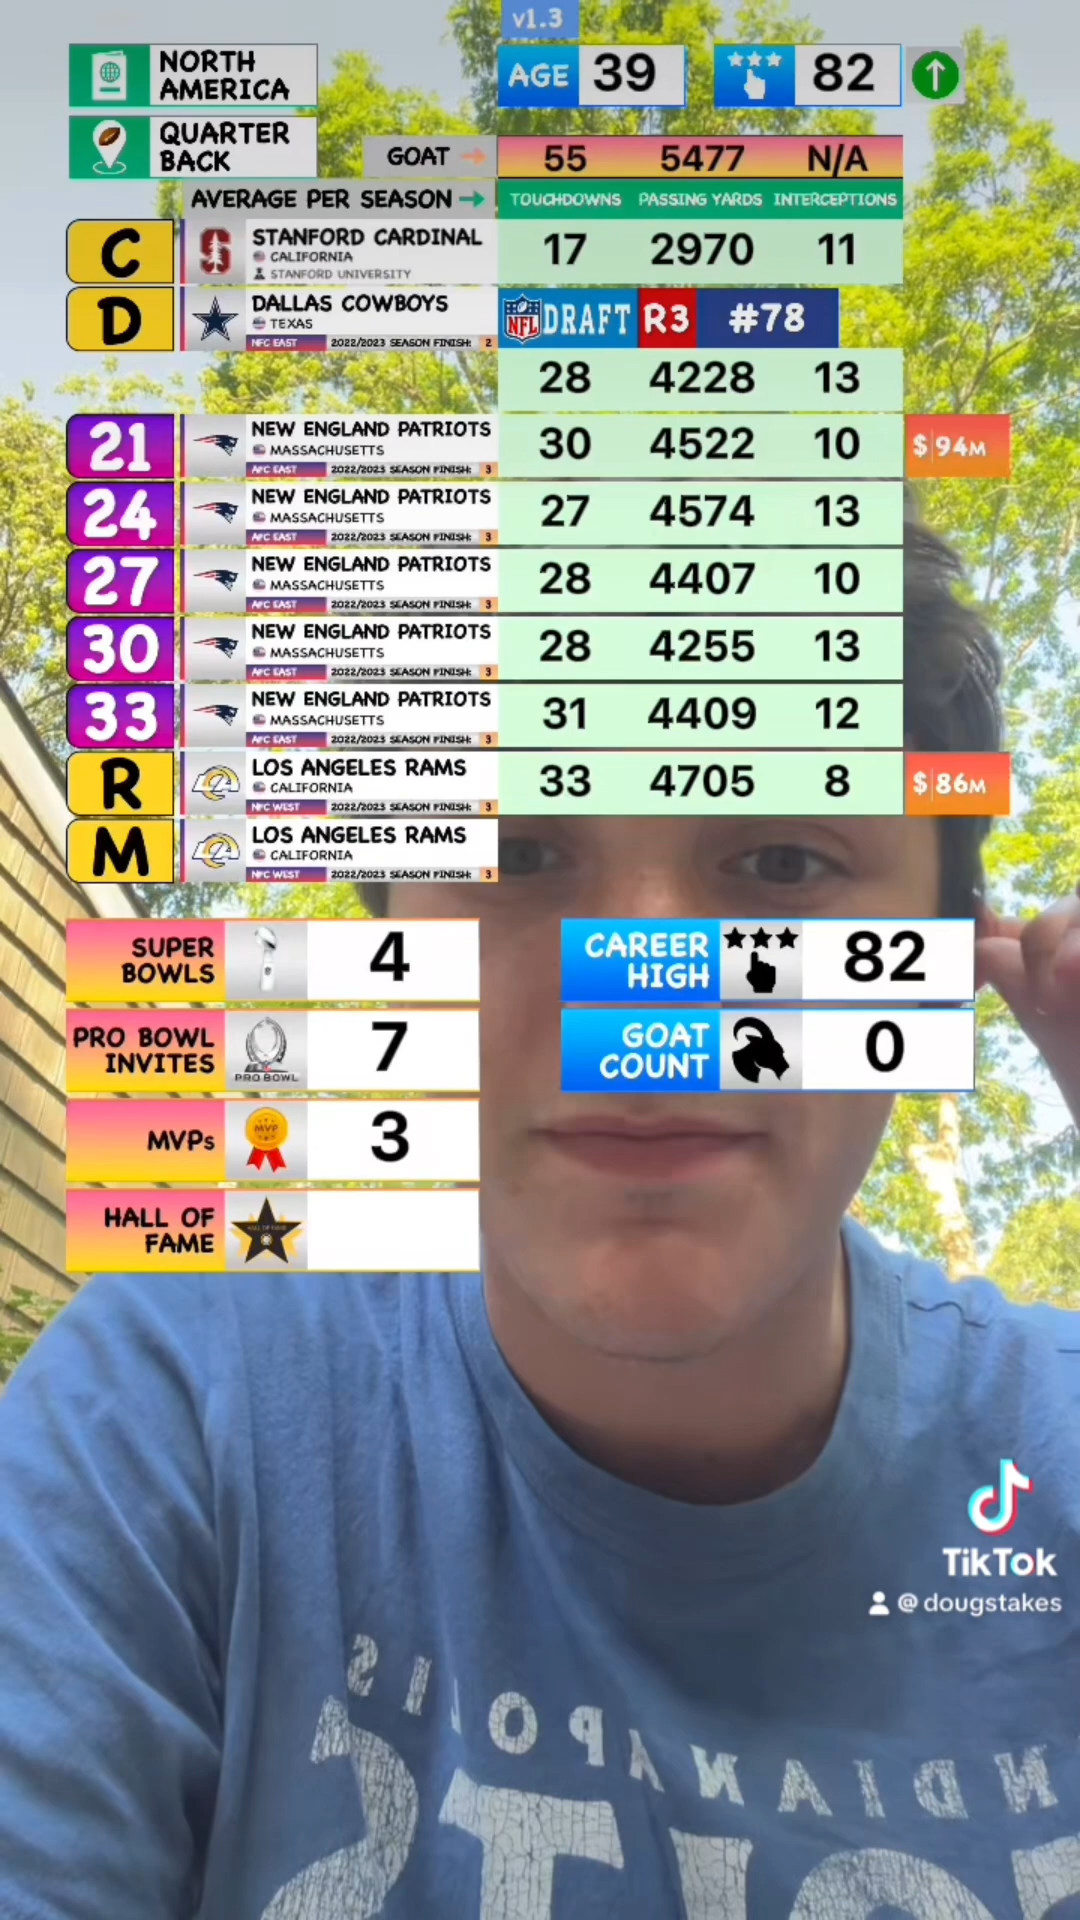 v1.3
NORTH AMERICA
AGE 39
82
QUARTER BACK
GOAT → 55 5477 N/A
AVERAGE PER SEASON → TOUCHDOWNS PASSING YARDS INTERCEPTIONS
C STANFORD CARDINAL 17 2970 11
CALIFORNIA
STANFORD UNIVERSITY
D DALLAS COWBOYS NFL DRAFT R3 #78
TEXAS
NFC EAST 2022/2023 SEASON FINISH: 2
28 4228 13
21 NEW ENGLAND PATRIOTS 30 4522 10 $ 94M
MASSACHUSETTS
AFC EAST 2022/2023 SEASON FINISH: 3
24 NEW ENGLAND PATRIOTS 27 4574 13
MASSACHUSETTS
AFC EAST 2022/2023 SEASON FINISH: 3
27 NEW ENGLAND PATRIOTS 28 4407 10
MASSACHUSETTS
AFC EAST 2022/2023 SEASON FINISH: 3
30 NEW ENGLAND PATRIOTS 28 4255 13
MASSACHUSETTS
AFC EAST 2022/2023 SEASON FINISH: 3
33 NEW ENGLAND PATRIOTS 31 4409 12
MASSACHUSETTS
AFC EAST 2022/2023 SEASON FINISH: 3
R LOS ANGELES RAMS 33 4705 8 $ 86M
CALIFORNIA
NFC WEST 2022/2023 SEASON FINISH: 3
M LOS ANGELES RAMS
CALIFORNIA
NFC WEST 2022/2023 SEASON FINISH: 3
SUPER BOWLS 4
CAREER HIGH 82
PRO BOWL INVITES PRO BOWL 7
GOAT COUNT 0
MVPs MVP 3
HALL OF FAME
TikTok
@dougstakes
INDIANAPOLIS